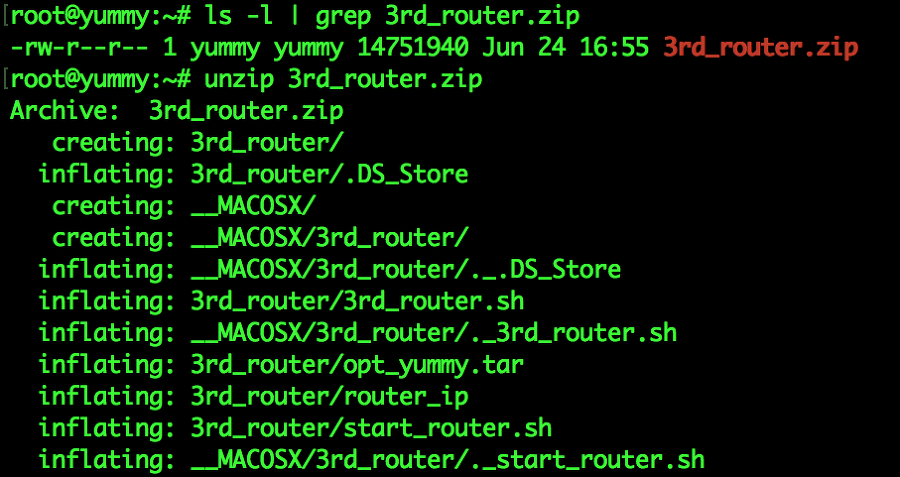 [root@yummy:~# ls -l | grep 3rd_router.zip
-rw-r--r-- 1 yummy yummy 14751940 Jun 24 16:55 3rd_router.zip
[root@yummy:~# unzip 3rd_router.zip
Archive:  3rd_router.zip
   creating: 3rd_router/
  inflating: 3rd_router/.DS_Store
   creating: __MACOSX/
   creating: __MACOSX/3rd_router/
  inflating: __MACOSX/3rd_router/._.DS_Store
  inflating: 3rd_router/3rd_router.sh
  inflating: __MACOSX/3rd_router/._3rd_router.sh
  inflating: 3rd_router/opt_yummy.tar
  inflating: 3rd_router/router_ip
  inflating: 3rd_router/start_router.sh
  inflating: __MACOSX/3rd_router/._start_router.sh